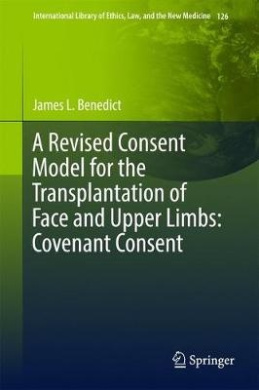 International Library of Ethics, Law, and the New Medicine 126
James L. Benedict
A Revised Consent
Model for the
Transplantation of
Face and Upper Limbs:
Covenant Consent
Springer